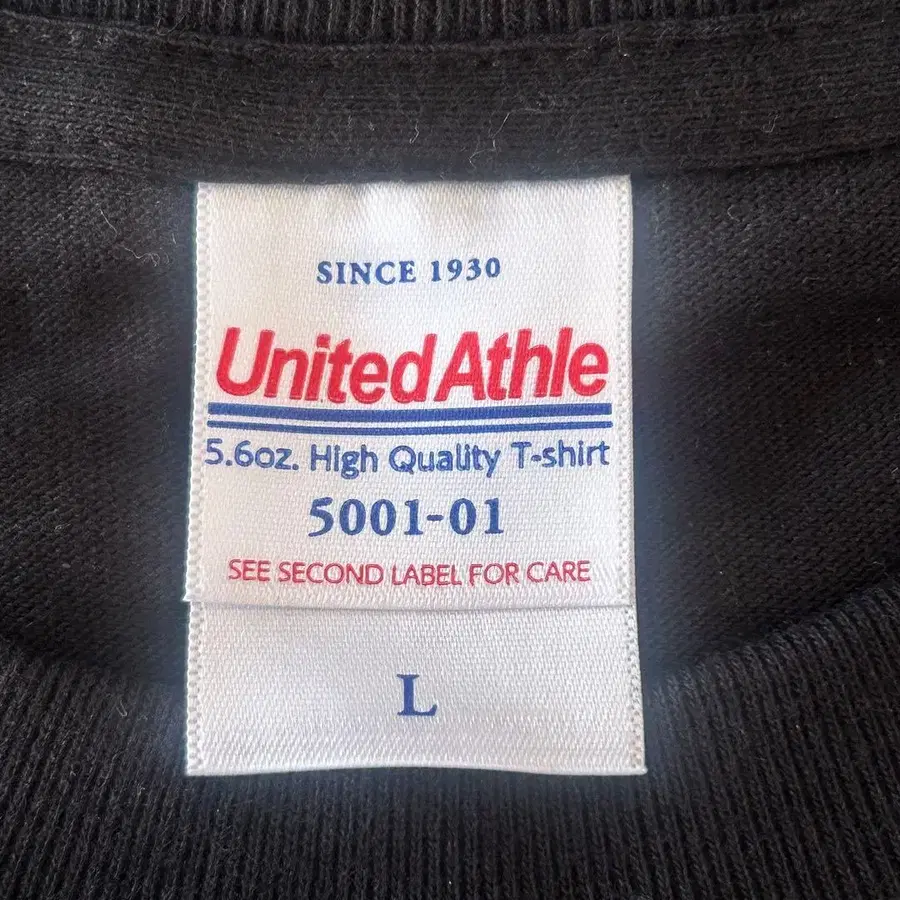 SINCE 1930
United Athle
5.6oz. High Quality T-shirt
5001-01
SEE SECOND LABEL FOR CARE
L